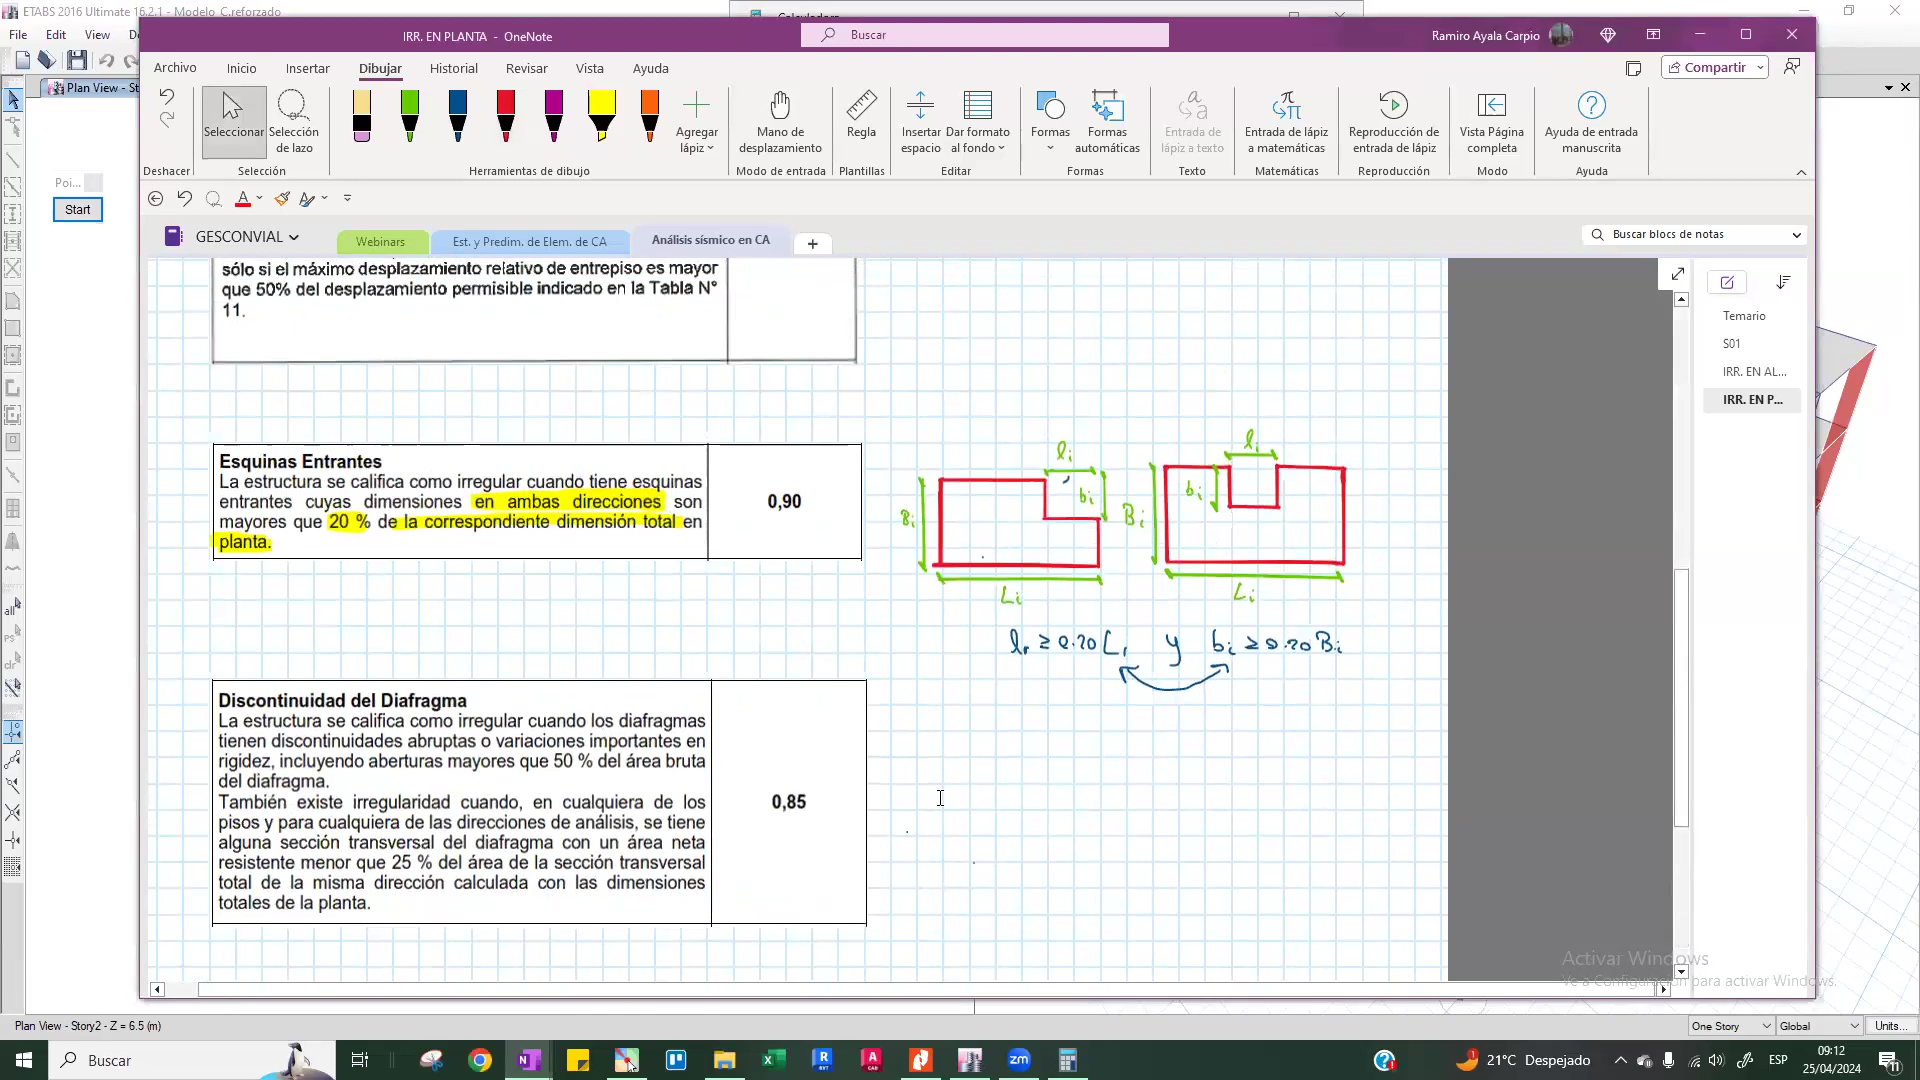 ETABS 2016 Ultimate 16.2.1 - Modelo_C.reforzado
File Edit View
Plan View - St
Poi...
Start
IRR. EN PLANTA - OneNote
Buscar
Ramiro Ayala Carpio
Archivo Inicio Insertar Dibujar Historial Revisar Vista Ayuda
Compartir
Seleccionar
Selección de lazo
Agregar lápiz
Mano de desplazamiento
Regla
Insertar espacio
Dar formato al fondo
Formas
Formas automáticas
Entrada de lápiz a texto
Entrada de lápiz a matemáticas
Reproducción de entrada de lápiz
Vista Página completa
Ayuda de entrada manuscrita
Deshacer Selección Herramientas de dibujo Modo de entrada Plantillas Editar Formas Texto Matemáticas Reproducción Modo Ayuda
GESCONVIAL
Webinars
Est. y Predim. de Elem. de CA
Análisis sísmico en CA
Buscar blocs de notas
Temario
S01
IRR. EN AL...
IRR. EN P...
sólo si el máximo desplazamiento relativo de entrepiso es mayor
que 50% del desplazamiento permisible indicado en la Tabla N°
11.
Esquinas Entrantes
La estructura se califica como irregular cuando tiene esquinas
entrantes cuyas dimensiones en ambas direcciones son
mayores que 20 % de la correspondiente dimensión total en
planta.
0,90
li
bi
Bi
Li
li
bi
Bi
Li
li ≥ 0.20 Li y bi ≥ 0.20 Bi
Discontinuidad del Diafragma
La estructura se califica como irregular cuando los diafragmas
tienen discontinuidades abruptas o variaciones importantes en
rigidez, incluyendo aberturas mayores que 50 % del área bruta
del diafragma.
También existe irregularidad cuando, en cualquiera de los
pisos y para cualquiera de las direcciones de análisis, se tiene
alguna sección transversal del diafragma con un área neta
resistente menor que 25 % del área de la sección transversal
total de la misma dirección calculada con las dimensiones
totales de la planta.
0,85
Activar Windows
Ve a Configuración para activar Windows.
Plan View - Story2 - Z = 6.5 (m)
One Story
Global
Units...
Buscar
21°C Despejado
ESP
09:12
25/04/2024